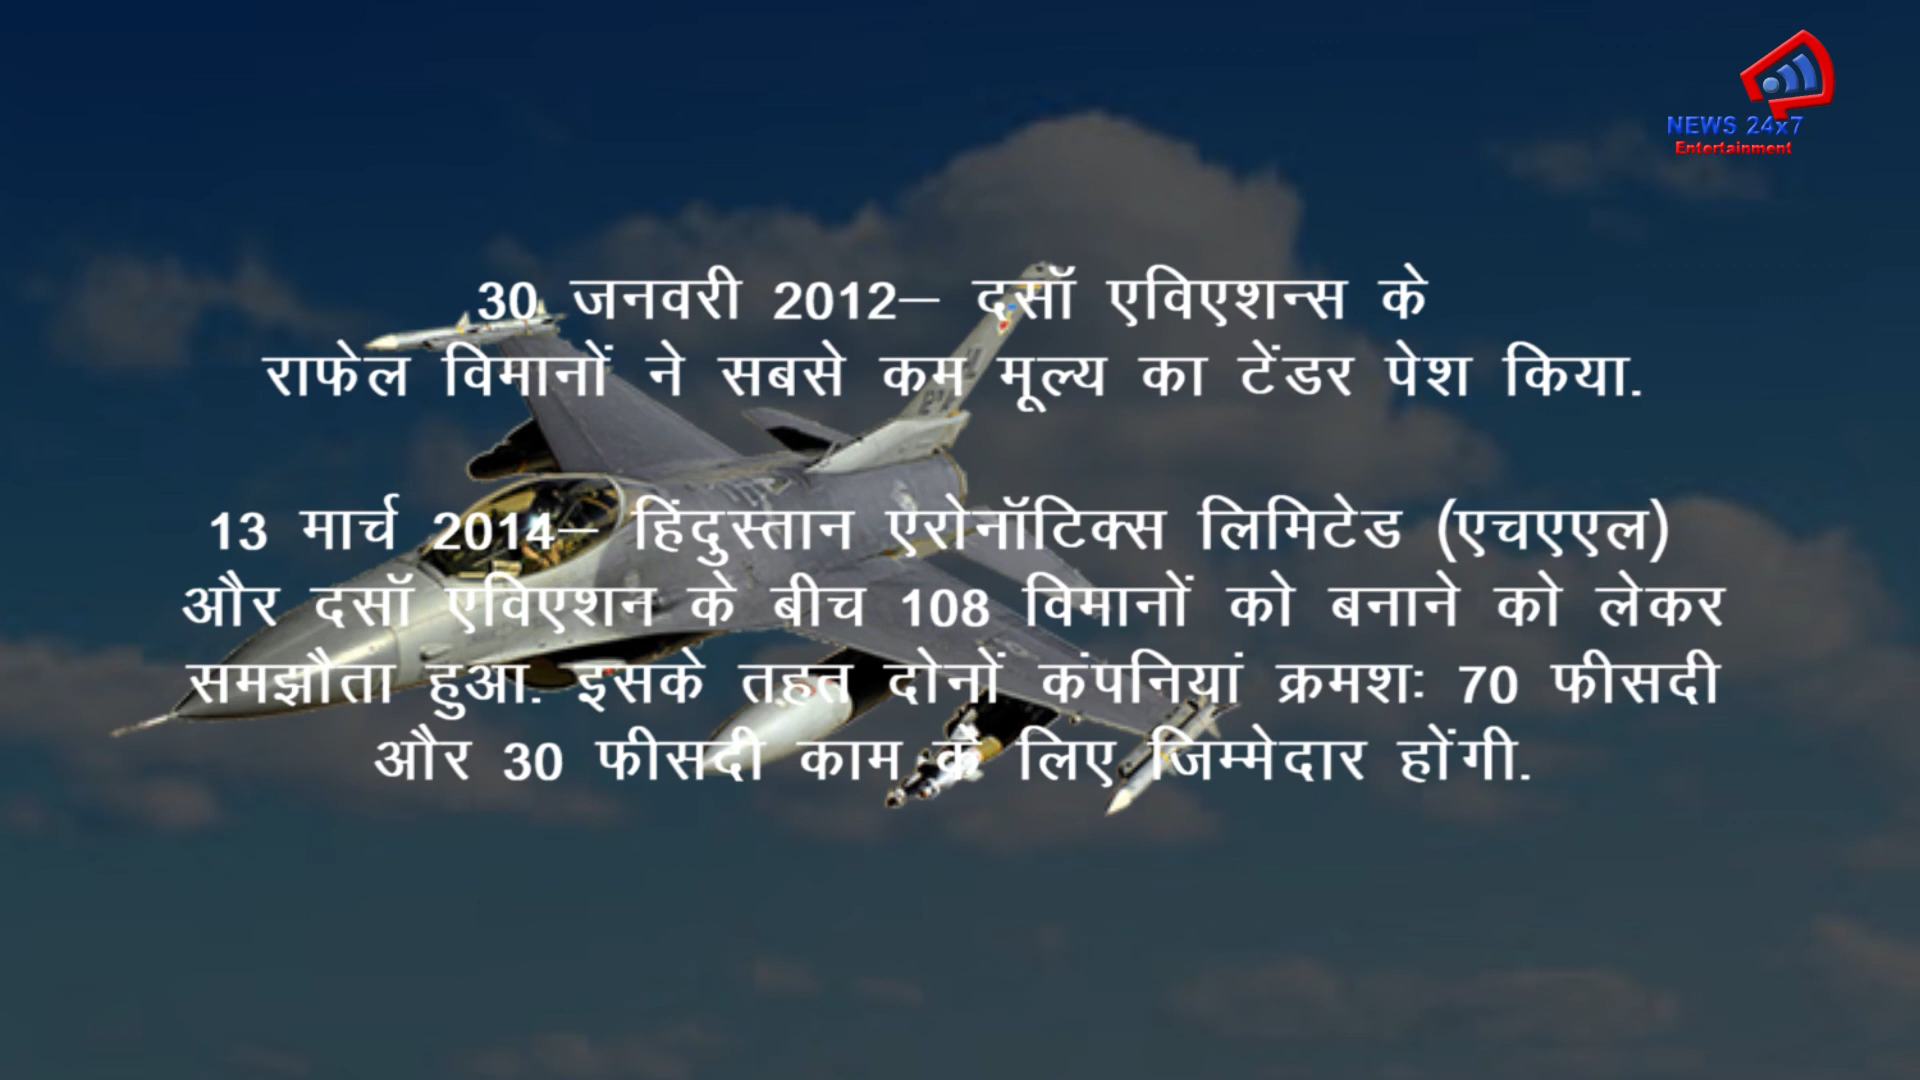 NEWS 24x7
Entertainment
30 जनवरी 2012– दसॉ एविएशन्स के
राफेल विमानों ने सबसे कम मूल्य का टेंडर पेश किया.
13 मार्च 2014– हिंदुस्तान एरोनॉटिक्स लिमिटेड (एचएएल)
और दसॉ एविएशन के बीच 108 विमानों को बनाने को लेकर
समझौता हुआ. इसके तहत दोनों कंपनियां क्रमशः 70 फीसदी
और 30 फीसदी काम के लिए जिम्मेदार होंगी.